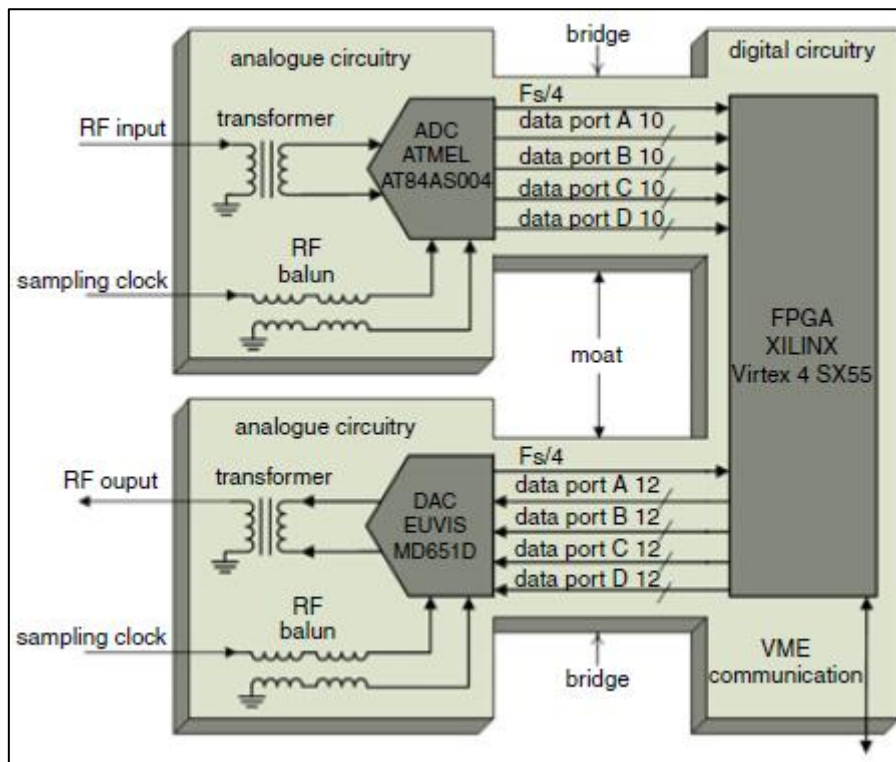 analogue circuitry
bridge
digital circuitry
RF input
transformer
ADC
ATMEL
AT84AS004
Fs/4
data port A 10
data port B 10
data port C 10
data port D 10
RF
balun
sampling clock
moat
FPGA
XILINX
Virtex 4 SX55
analogue circuitry
RF ouput
transformer
DAC
EUVIS
MD651D
Fs/4
data port A 12
data port B 12
data port C 12
data port D 12
RF
balun
sampling clock
bridge
VME
communication